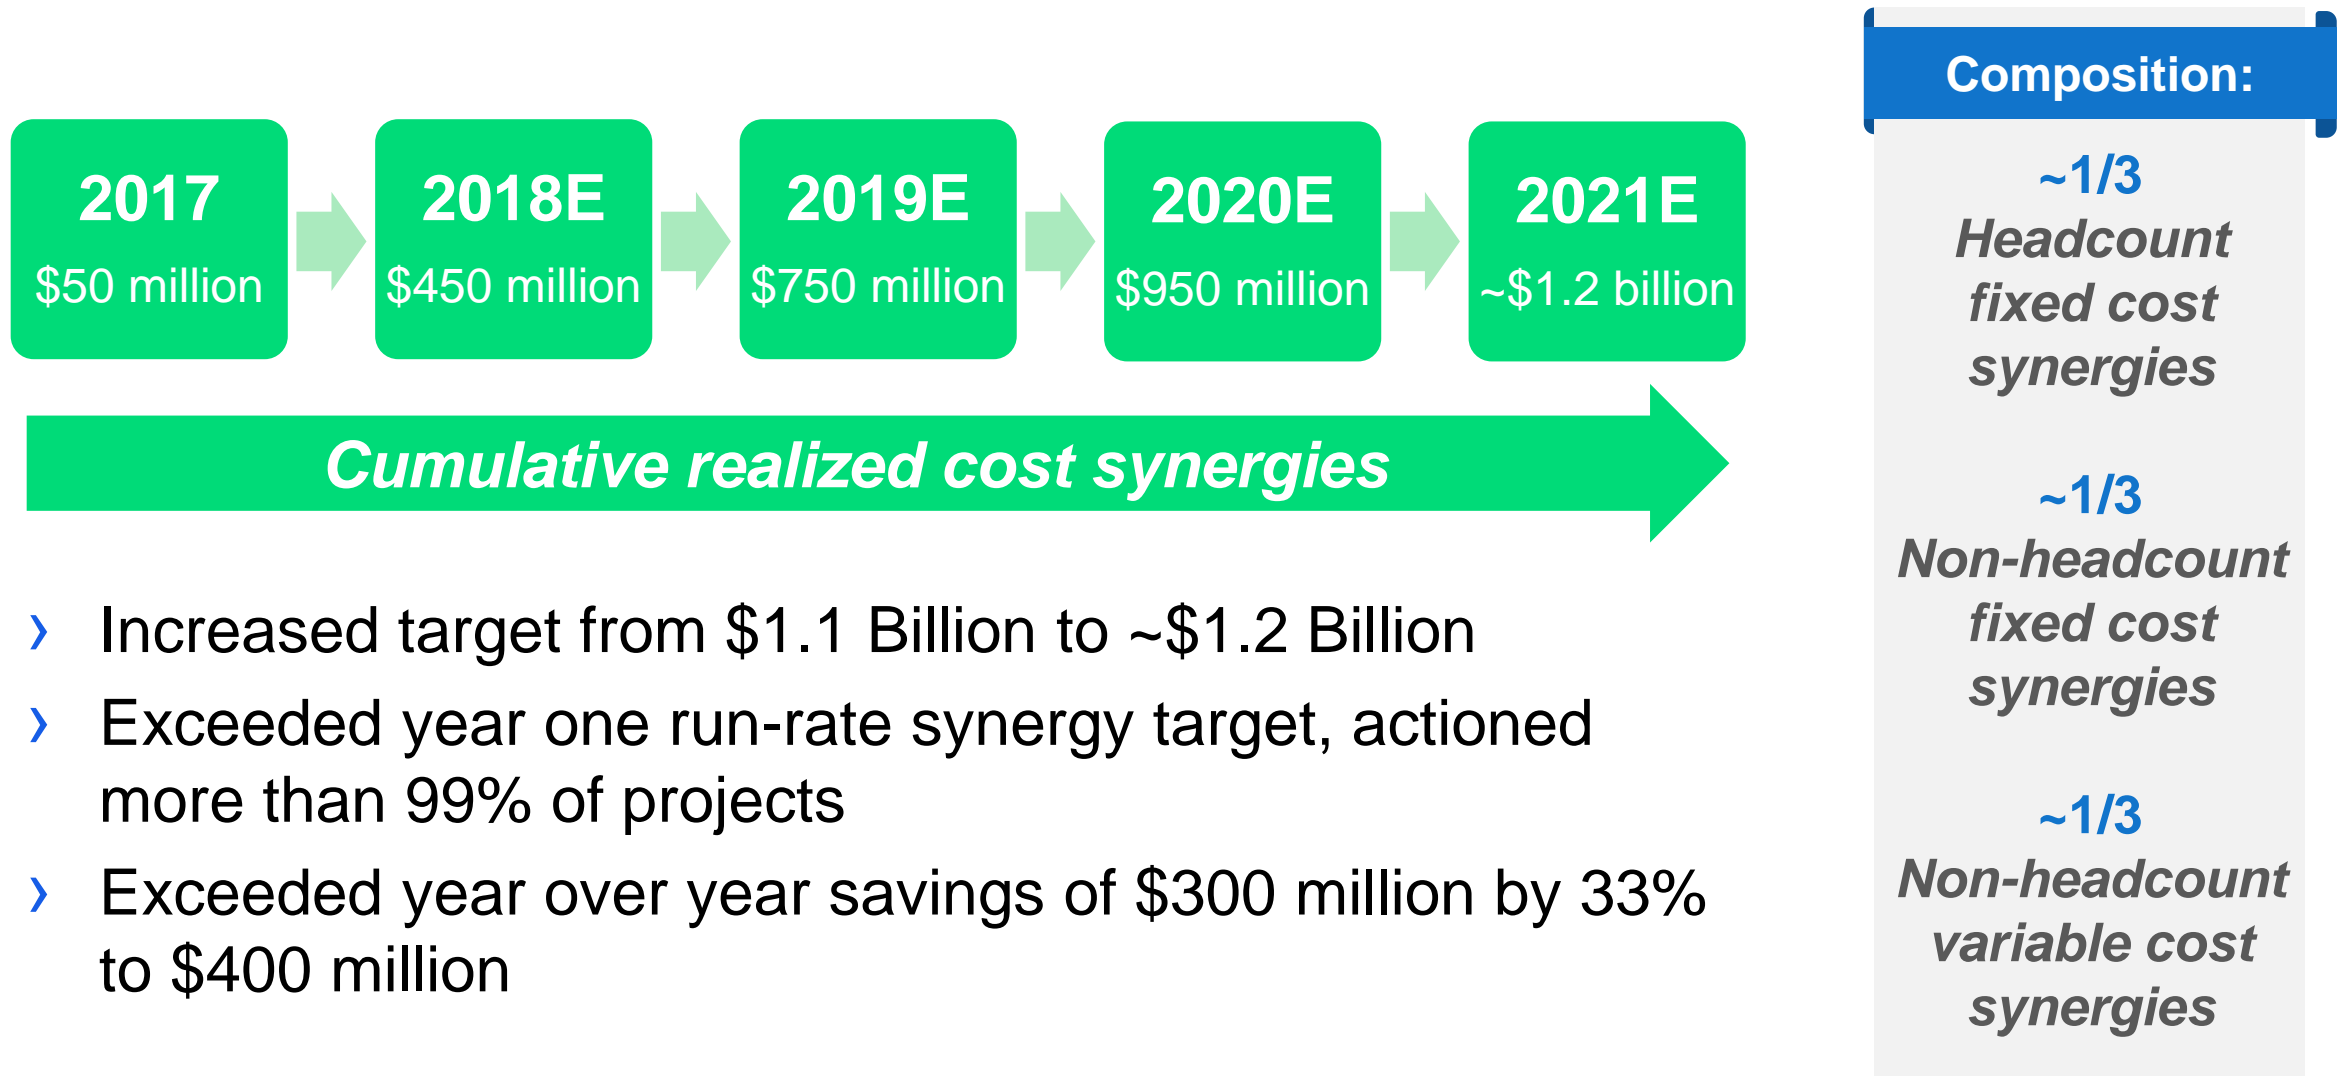 2017
$50 million
2018E
$450 million
2019E
$750 million
2020E
$950 million
2021E
~$1.2 billion
Cumulative realized cost synergies
› Increased target from $1.1 Billion to ~$1.2 Billion
› Exceeded year one run-rate synergy target, actioned
more than 99% of projects
› Exceeded year over year savings of $300 million by 33%
to $400 million
Composition:
~1/3
Headcount
fixed cost
synergies
~1/3
Non-headcount
fixed cost
synergies
~1/3
Non-headcount
variable cost
synergies